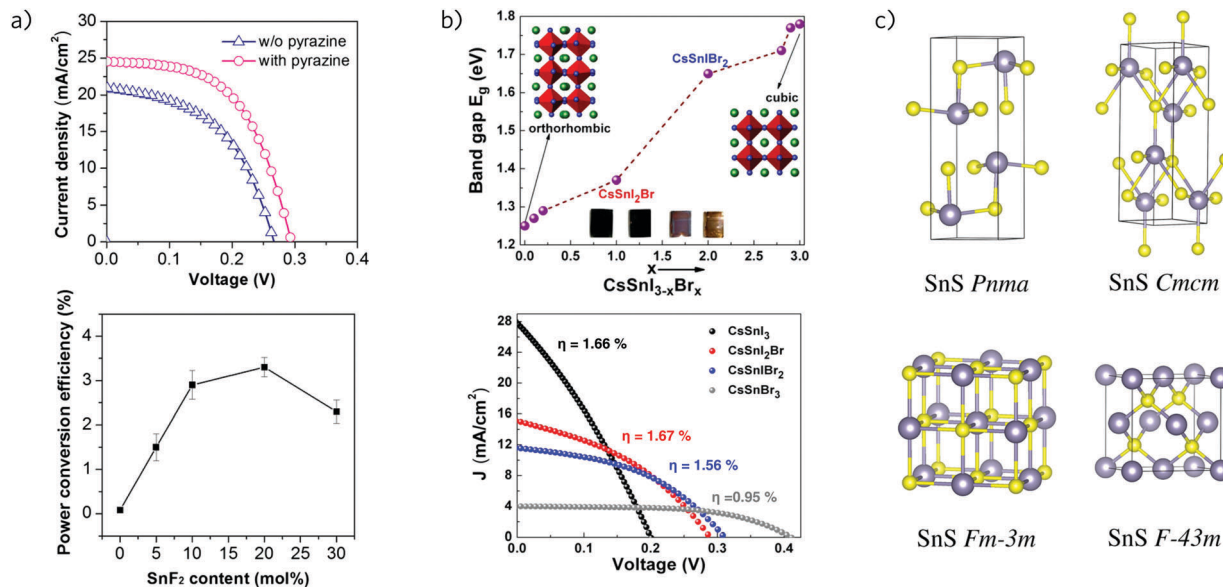 a)
25
20
15
10
5
0
Current density (mA/cm²)
w/o pyrazine
with pyrazine
0.0 0.1 0.2 0.3 0.4
Voltage (V)
4
3
2
1
0
Power conversion efficiency (%)
0 5 10 20 30
SnF₂ content (mol%)
b)
1.8
1.7
1.6
1.5
1.4
1.3
1.2
Band gap E_g (eV)
orthorhombic
CsSnIBr₂
cubic
CsSnI₂Br
0.0 0.5 1.0 1.5 2.0 2.5 3.0
x
CsSnI₃₋ₓBrₓ
28
24
20
16
12
8
4
0
J (mA/cm²)
η = 1.66 %
η = 1.67 %
η = 1.56 %
η =0.95 %
CsSnI₃
CsSnI₂Br
CsSnIBr₂
CsSnBr₃
0.0 0.1 0.2 0.3 0.4
Voltage (V)
c)
SnS Pnma
SnS Cmcm
SnS Fm-3m
SnS F-43m